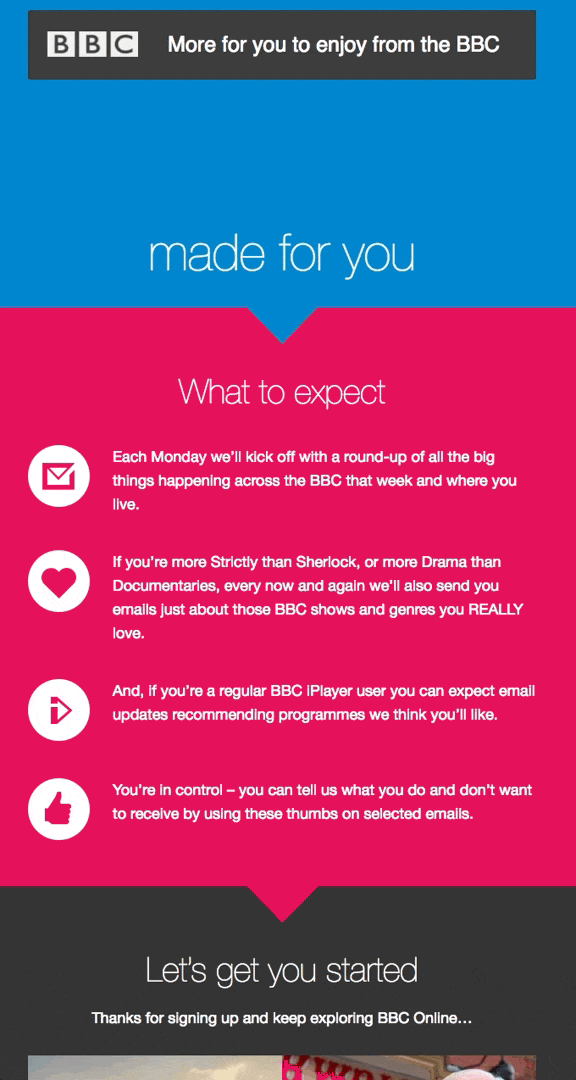 BBC More for you to enjoy from the BBC
made for you
What to expect
Each Monday we'll kick off with a round-up of all the big
things happening across the BBC that week and where you
live.
If you're more Strictly than Sherlock, or more Drama than
Documentaries, every now and again we'll also send you
emails just about those BBC shows and genres you REALLY
love.
And, if you're a regular BBC iPlayer user you can expect email
updates recommending programmes we think you'll like.
You're in control – you can tell us what you do and don't want
to receive by using these thumbs on selected emails.
Let's get you started
Thanks for signing up and keep exploring BBC Online...